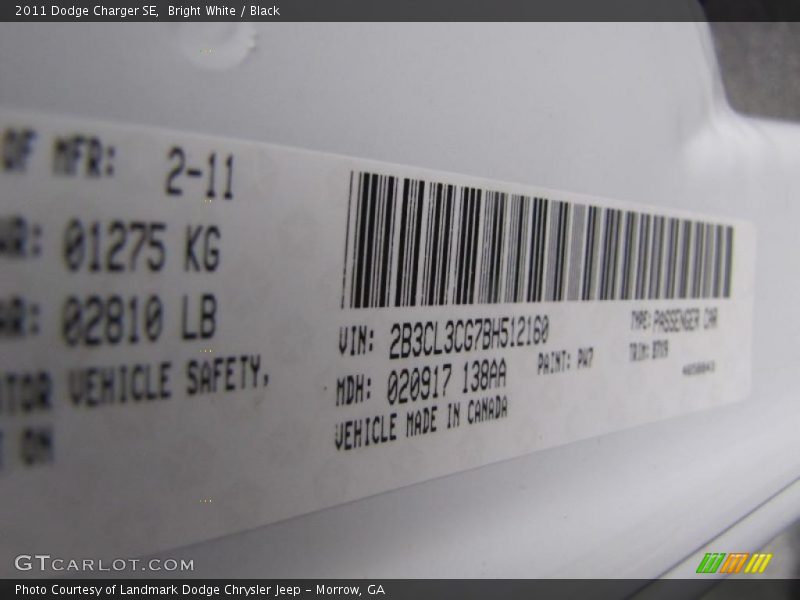 2011 Dodge Charger SE,  Bright White / Black
OF MFR: 2-11
01275 KG
02810 LB
VEHICLE SAFETY,
ON
VIN: 2B3CL3CG7BH512160
TYPE: PASSENGER CAR
MDH: 020917 138AA
PAINT: PW7
TRIM:
VEHICLE MADE IN CANADA
GTCARLOT.COM
Photo Courtesy of Landmark Dodge Chrysler Jeep - Morrow, GA